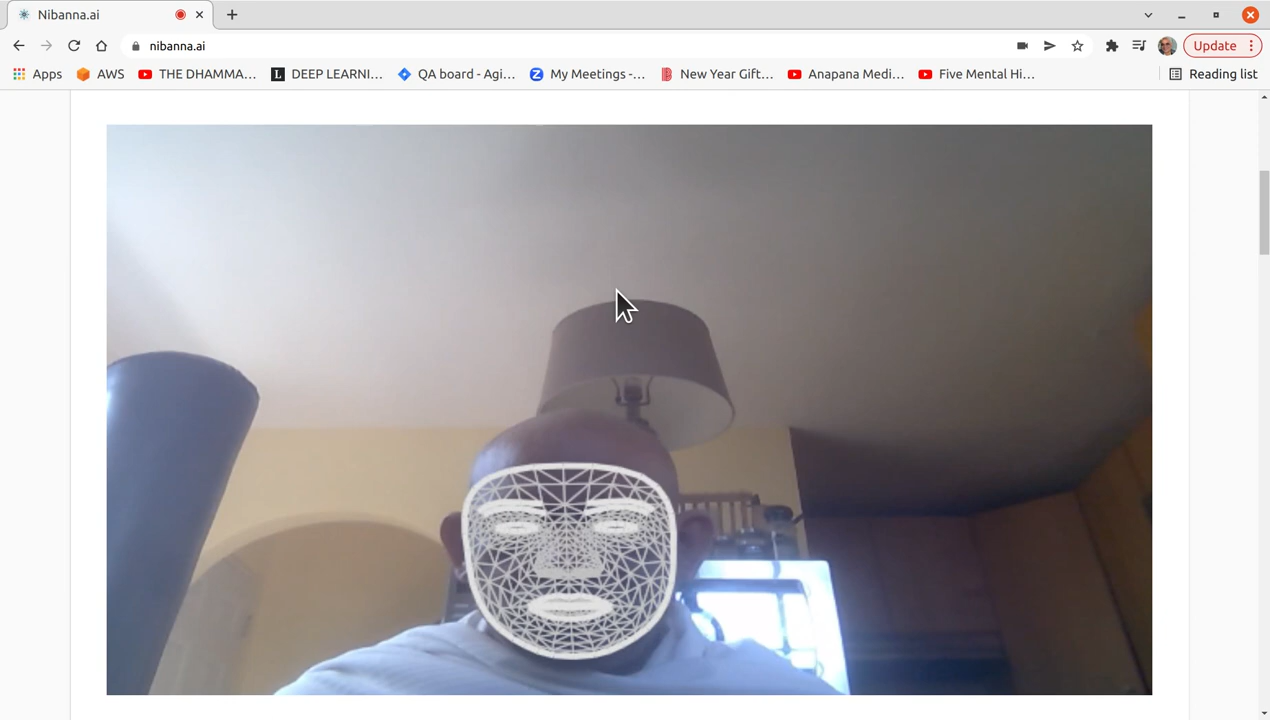 Nibanna.ai
nibanna.ai
Update
Apps AWS THE DHAMMA... DEEP LEARNI... QA board - Agi... My Meetings -... New Year Gift... Anapana Medi... Five Mental Hi... Reading list